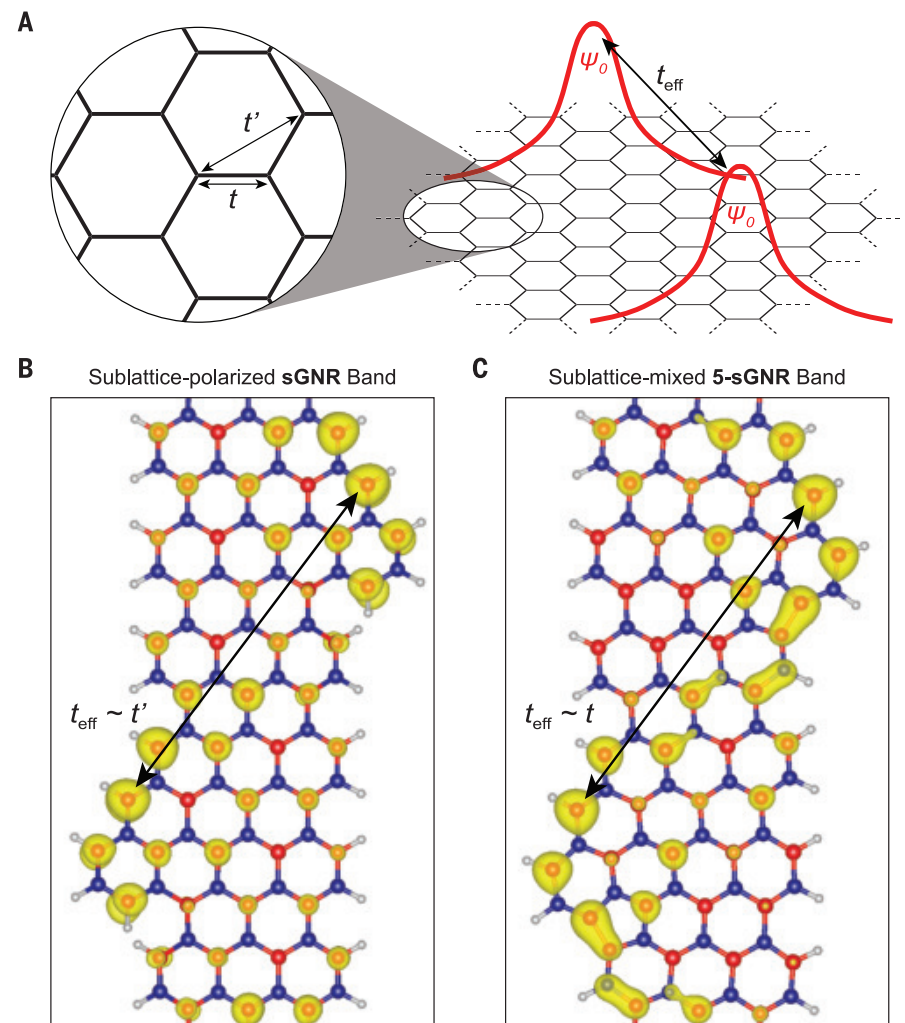 A
t'
t
ψ0
teff
ψ0
B
Sublattice-polarized sGNR Band
C
Sublattice-mixed 5-sGNR Band
teff ~ t'
teff ~ t